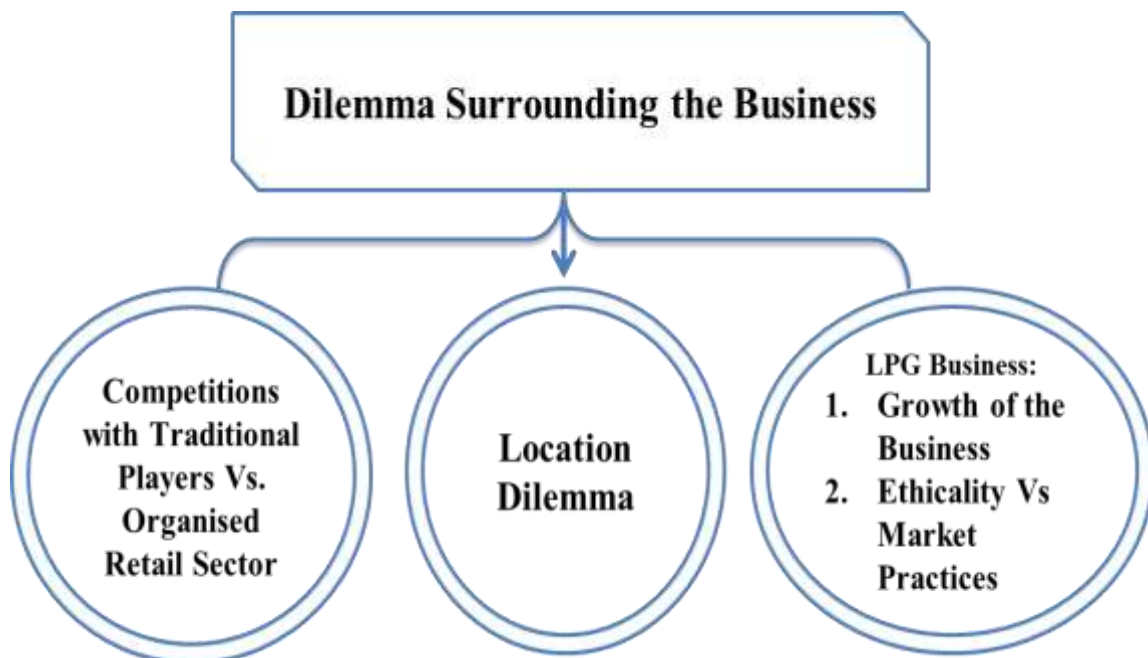 Dilemma Surrounding the Business
Competitions
with Traditional
Players Vs.
Organised
Retail Sector
Location
Dilemma
LPG Business:
1. Growth of the
Business
2. Ethicality Vs
Market
Practices